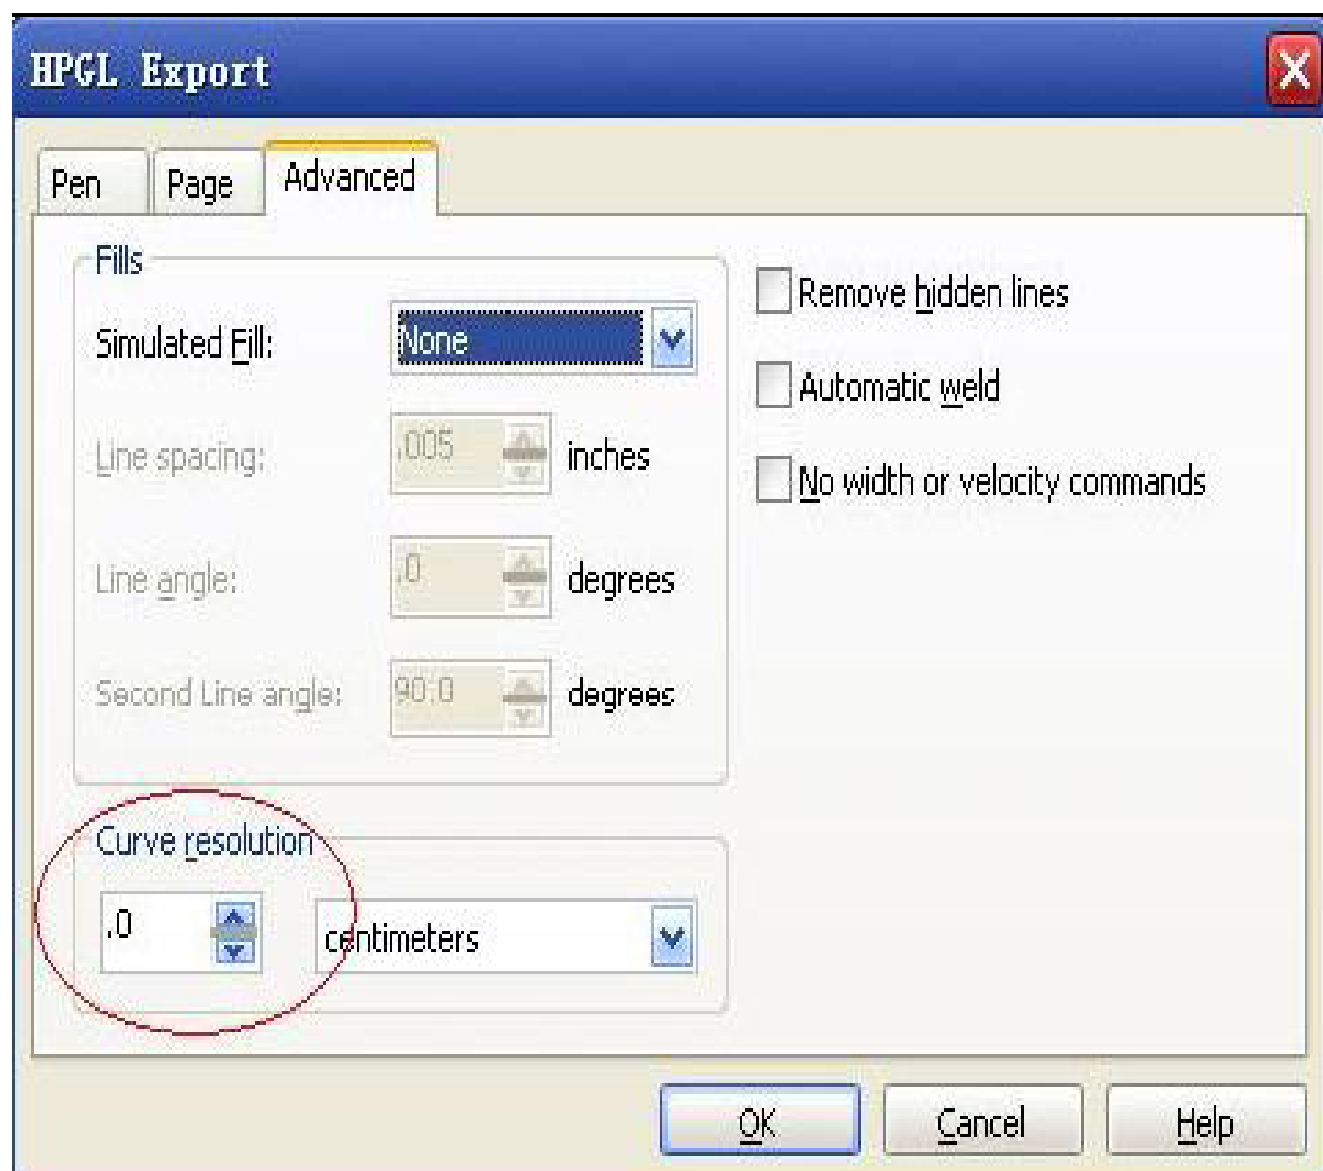 HPGL Export
Pen Page Advanced
Fills
Simulated Fill: None
Line spacing: .005 inches
Line angle: .0 degrees
Second Line angle: 90.0 degrees
Remove hidden lines
Automatic weld
No width or velocity commands
Curve resolution
.0 centimeters
OK Cancel Help